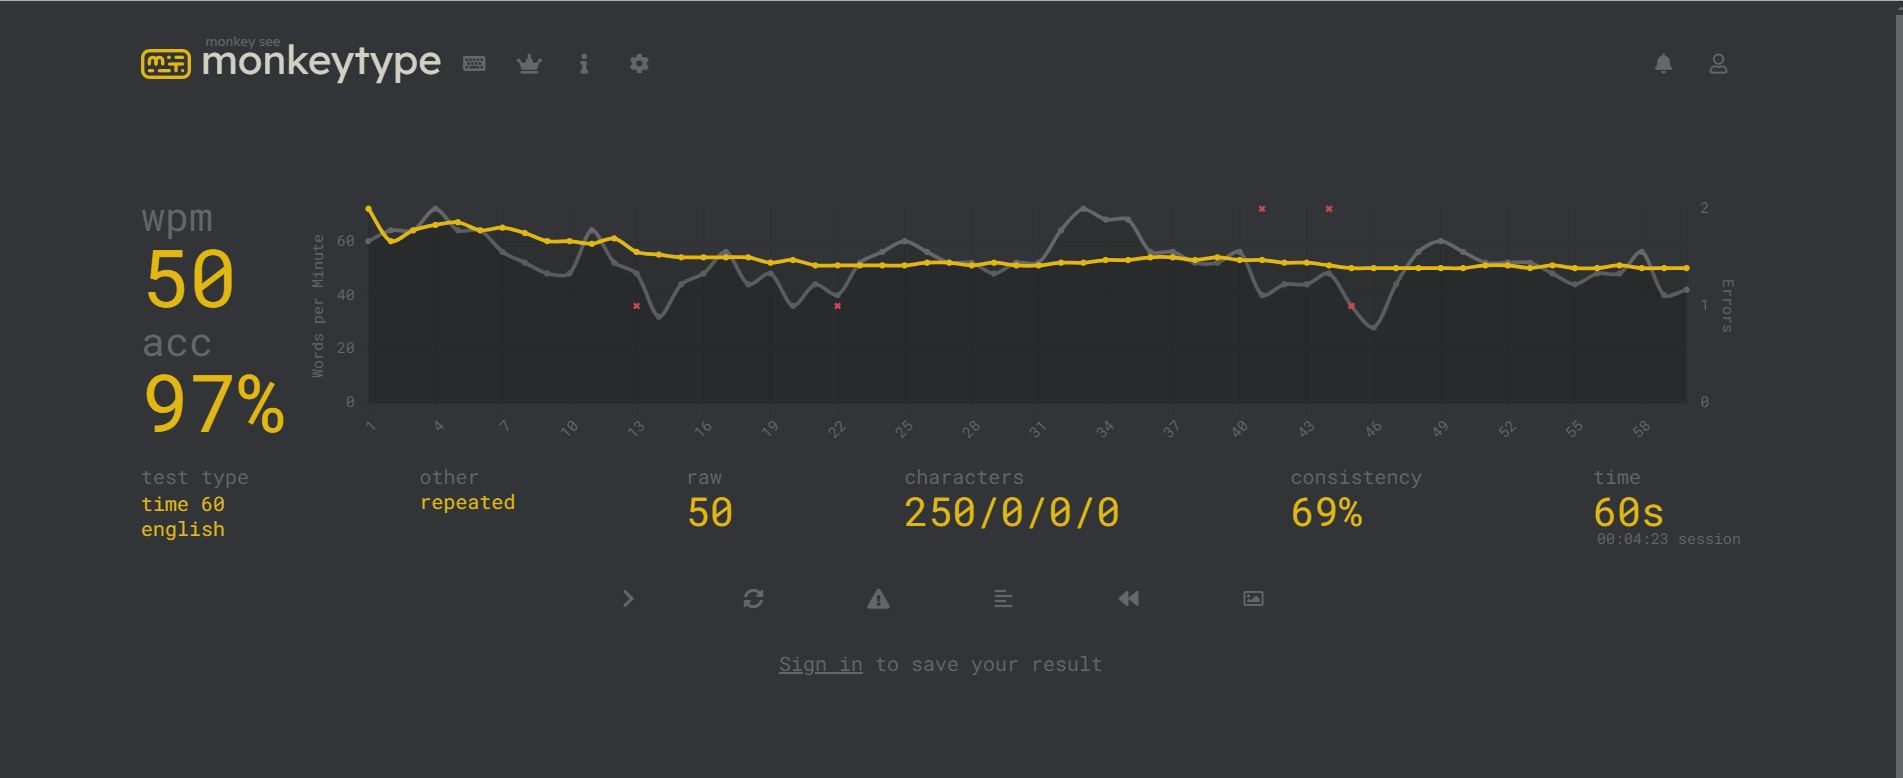 monkey see
monkeytype
wpm
50
acc
97%
Words per Minute
60
40
20
0
2
1
0
Errors
1 4 7 10 13 16 19 22 25 28 31 34 37 40 43 46 49 52 55 58
test type
time 60
english
other
repeated
raw
50
characters
250/0/0/0
consistency
69%
time
60s
00:04:23 session
Sign in to save your result